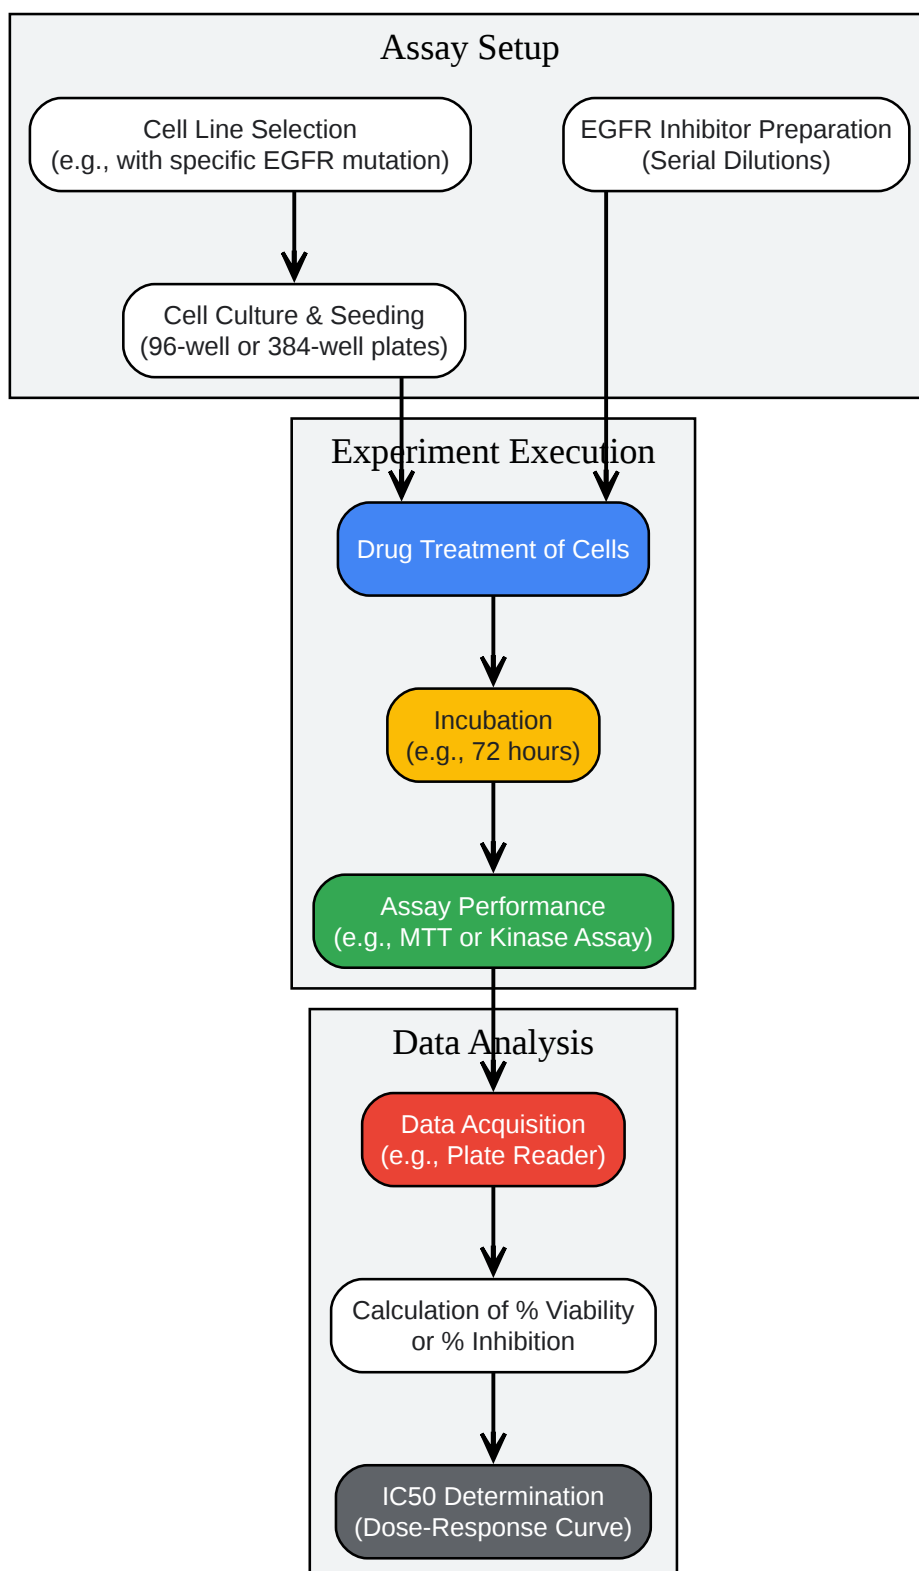 Assay Setup
Cell Line Selection
(e.g., with specific EGFR mutation)
EGFR Inhibitor Preparation
(Serial Dilutions)
Cell Culture & Seeding
(96-well or 384-well plates)
Experiment Execution
Drug Treatment of Cells
Incubation
(e.g., 72 hours)
Assay Performance
(e.g., MTT or Kinase Assay)
Data Analysis
Data Acquisition
(e.g., Plate Reader)
Calculation of % Viability
or % Inhibition
IC50 Determination
(Dose-Response Curve)